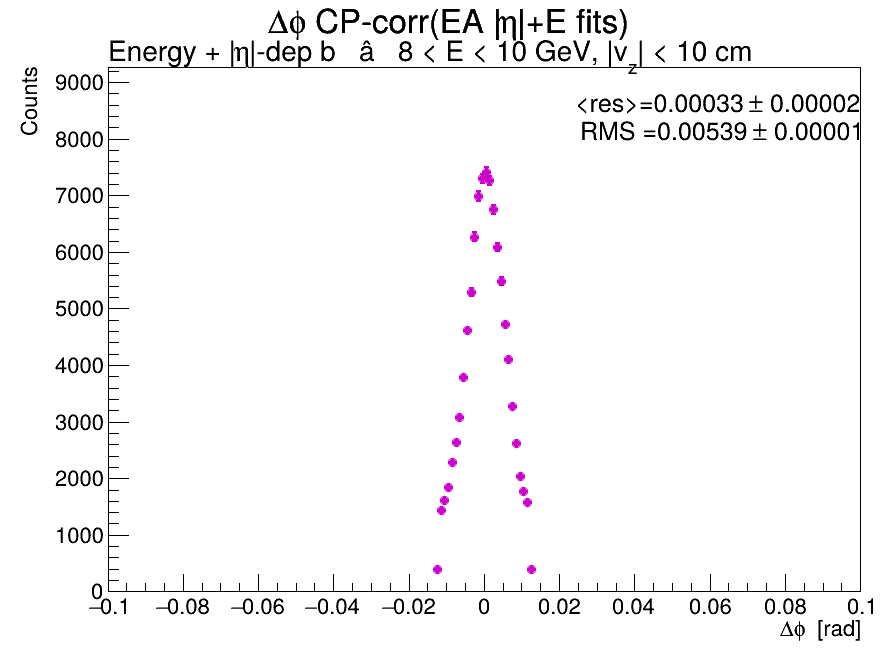 Δϕ CP-corr(EA |η|+E fits)
Energy + |η|-dep b â 8 < E < 10 GeV, |v_z| < 10 cm
<res>=0.00033 ± 0.00002
RMS =0.00539 ± 0.00001
Counts
9000
8000
7000
6000
5000
4000
3000
2000
1000
0
−0.1 −0.08 −0.06 −0.04 −0.02 0 0.02 0.04 0.06 0.08 0.1
Δϕ [rad]